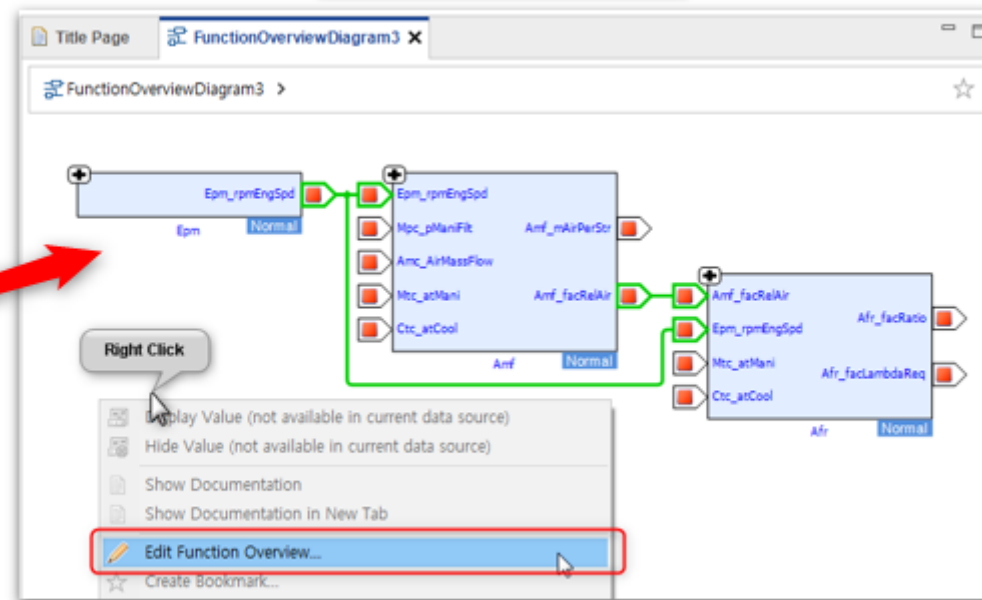 Title Page
FunctionOverviewDiagram3
FunctionOverviewDiagram3 >
Epm_rpmEngSpd
Epm
Normal
Epm_rpmEngSpd
Mpc_pManiFilt
Amf_mAirPerStr
Amc_AirMassFlow
Mtc_atMani
Amf_facRelAir
Ctc_atCool
Amf
Normal
Amf_facRelAir
Afr_facRatio
Epm_rpmEngSpd
Mtc_atMani
Afr_facLambdaReq
Ctc_atCool
Afr
Normal
Right Click
Value (not available in current data source)
Hide Value (not available in current data source)
Show Documentation
Show Documentation in New Tab
Edit Function Overview...
Create Bookmark...